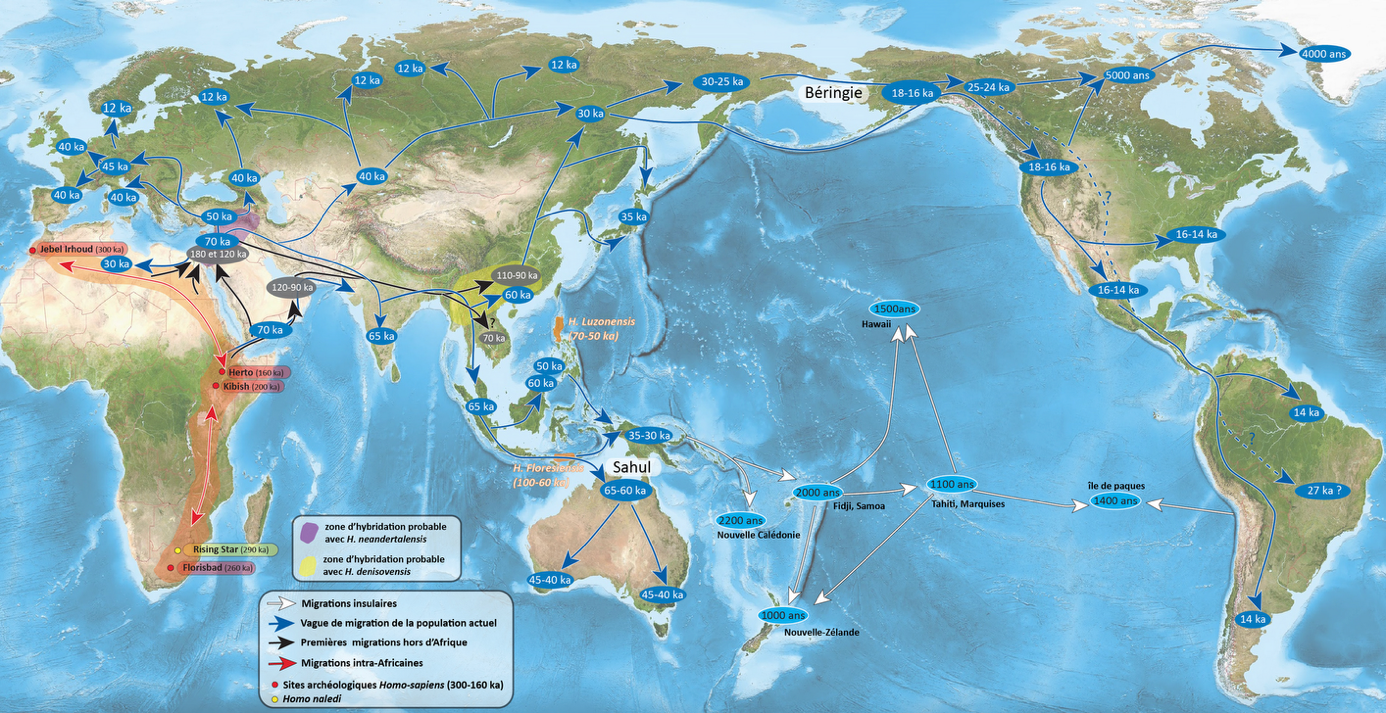 4000 ans
12 ka
12 ka
12 ka
5000 ans
30-25 ka
25-24 ka
Béringie
18-16 ka
12 ka
12 ka
30 ka
40 ka
45 ka
18-16 ka
40 ka
40 ka
40 ka
40 ka
?
50 ka
35 ka
16-14 ka
70 ka
Jebel Irhoud (300 ka)
180 et 120 ka
30 ka
110-90 ka
120-90 ka
60 ka
16-14 ka
1500ans
Hawaii
H. Luzonensis
(70-50 ka)
?
70 ka
70 ka
65 ka
50 ka
Herto (160 ka)
60 ka
Kibish (200 ka)
65 ka
14 ka
35-30 ka
?
H. Floresiensis
(100-60 ka)
Sahul
65-60 ka
27 ka ?
2000 ans
Fidji, Samoa
1100 ans
Tahiti, Marquises
île de paques
1400 ans
2200 ans
Nouvelle Calédonie
zone d'hybridation probable
avec H. neandertalensis
zone d'hybridation probable
avec H. denisovensis
Rising Star (290 ka)
Florisbad (260 ka)
45-40 ka
45-40 ka
1000 ans
Nouvelle-Zélande
14 ka
Migrations insulaires
Vague de migration de la population actuel
Premières migrations hors d'Afrique
Migrations intra-Africaines
Sites archéologiques Homo-sapiens (300-160 ka)
Homo naledi